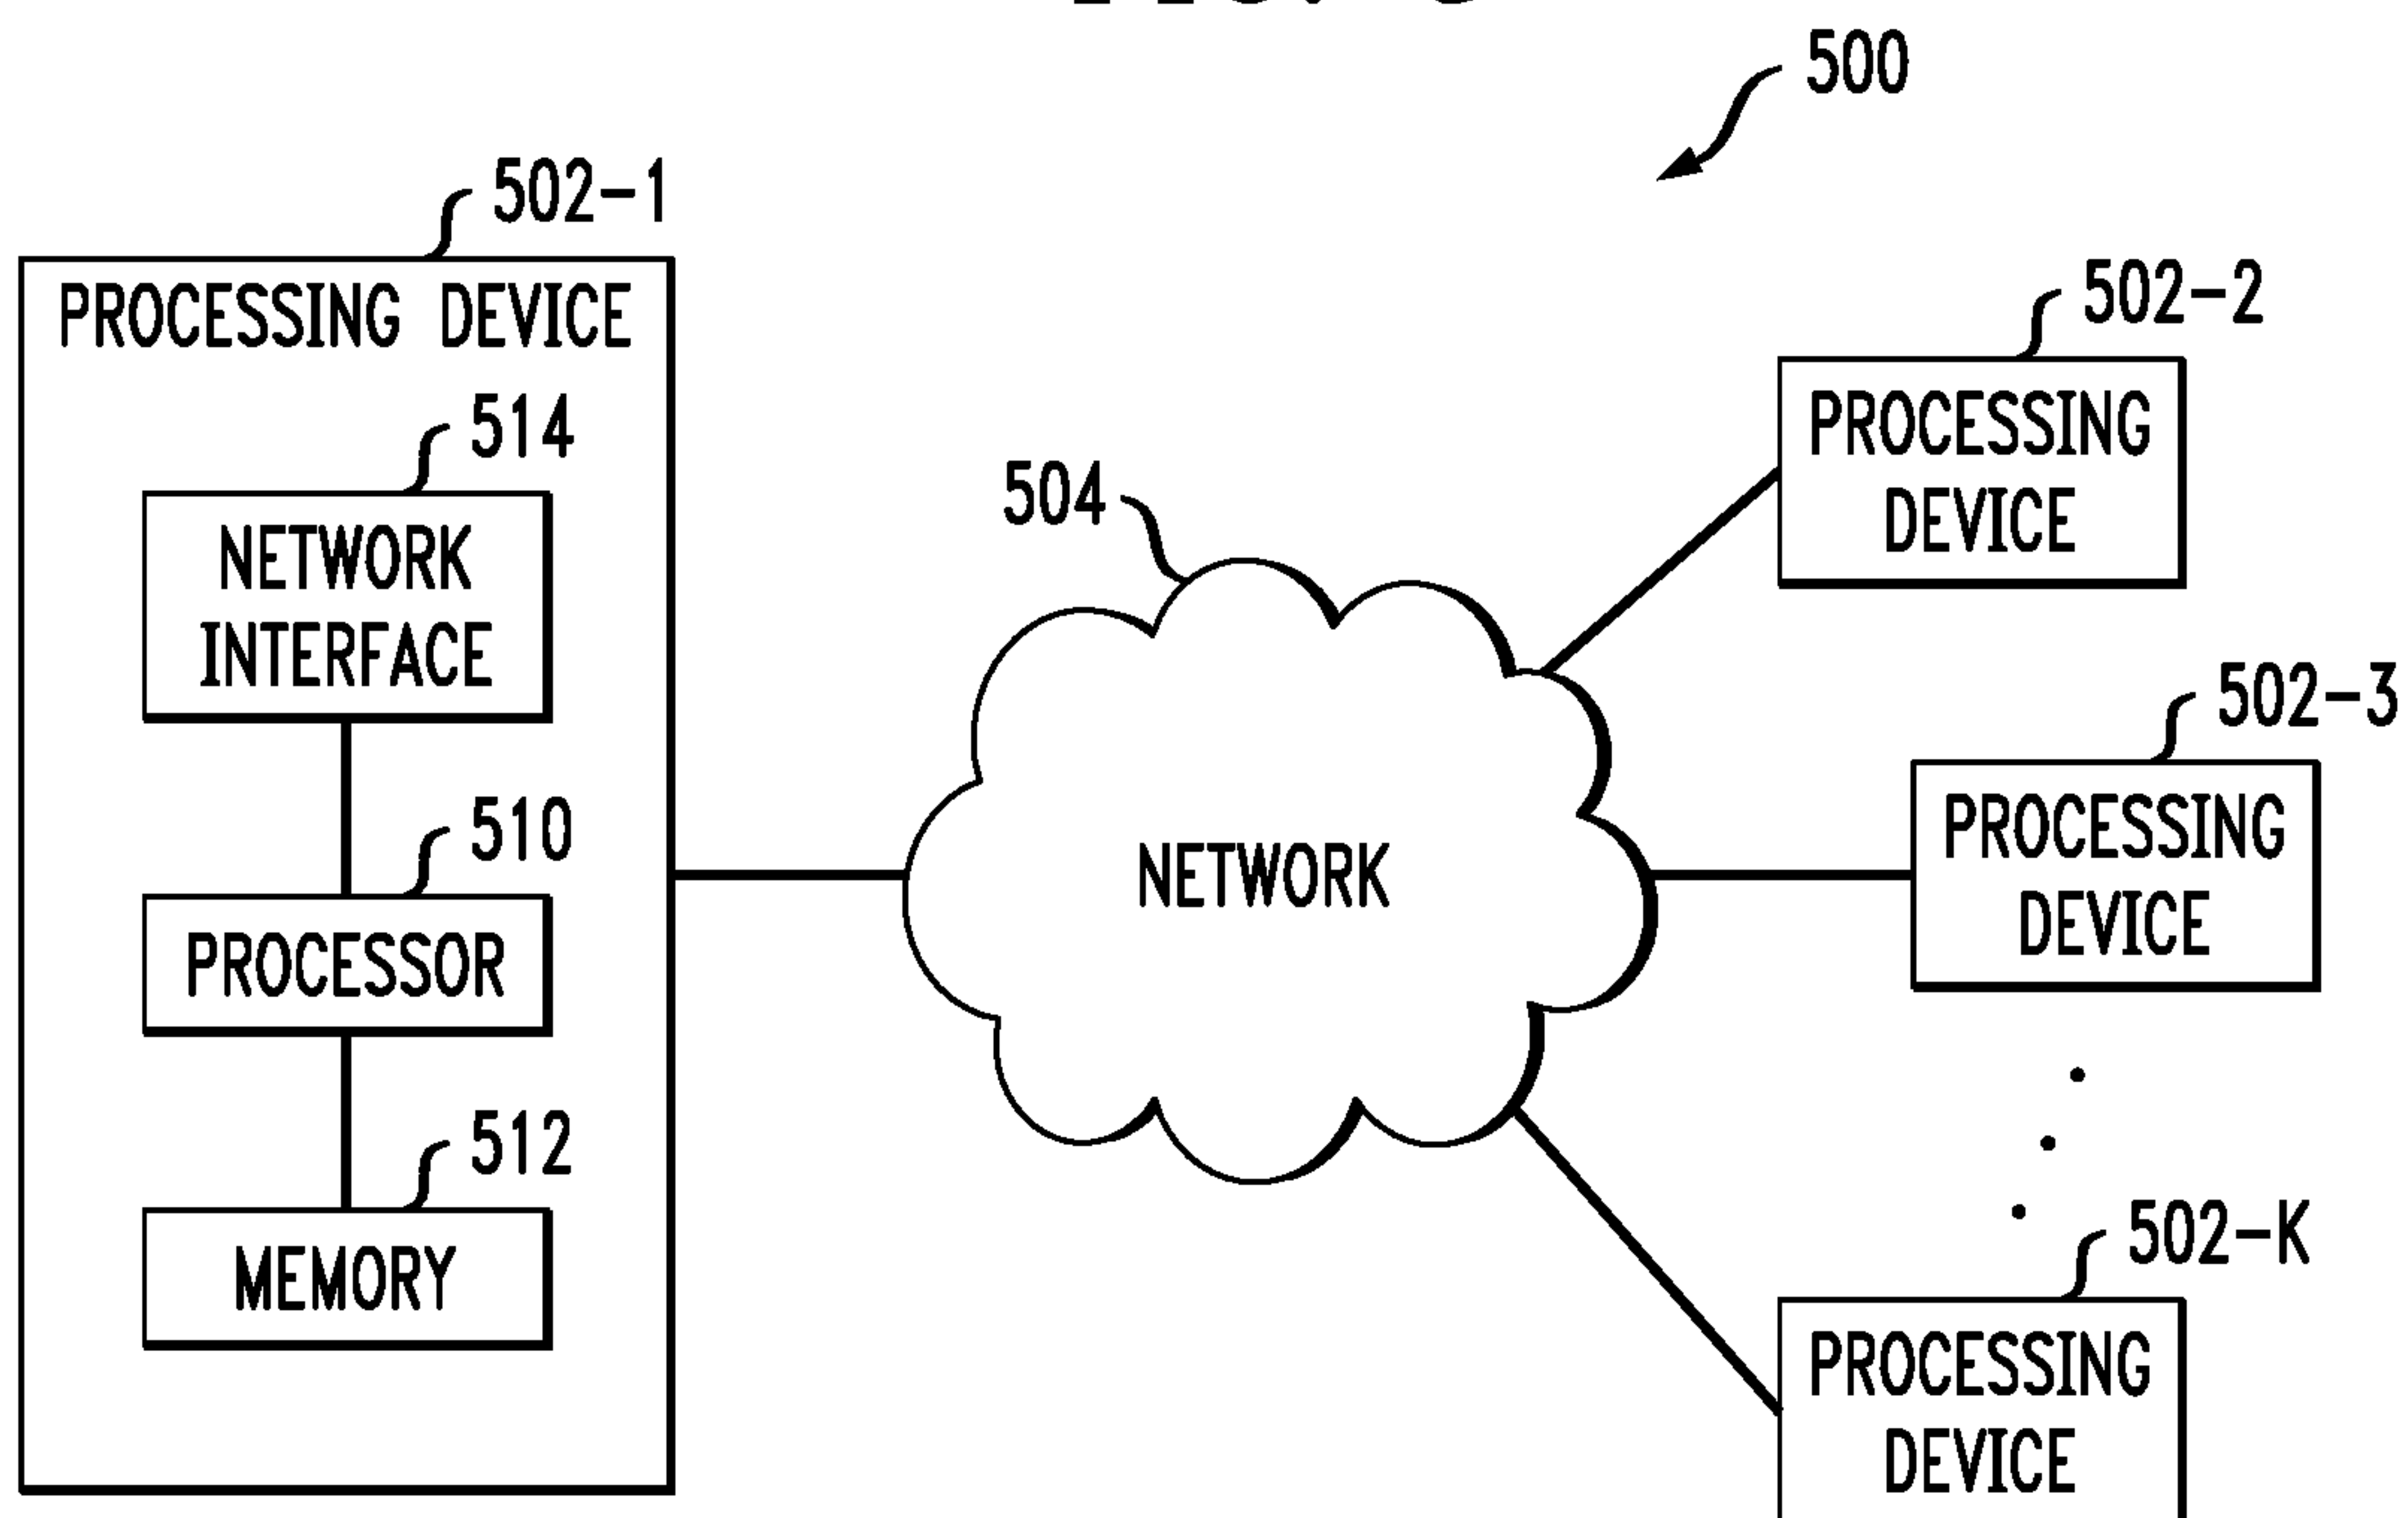 500
502-1
PROCESSING DEVICE
514
NETWORK
INTERFACE
510
PROCESSOR
512
MEMORY
504
NETWORK
502-2
PROCESSING
DEVICE
502-3
PROCESSING
DEVICE
502-K
PROCESSING
DEVICE